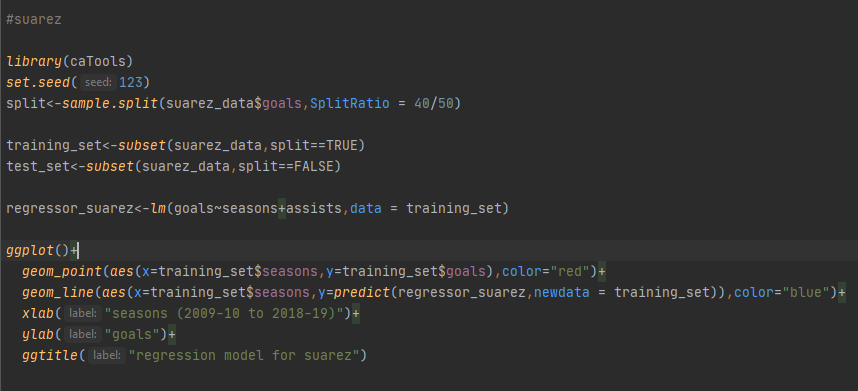 #suarez
library(caTools)
set.seed( seed: 123)
split<-sample.split(suarez_data$goals,SplitRatio = 40/50)
training_set<-subset(suarez_data,split==TRUE)
test_set<-subset(suarez_data,split==FALSE)
regressor_suarez<-lm(goals~seasons+assists,data = training_set)
ggplot()+
geom_point(aes(x=training_set$seasons,y=training_set$goals),color="red")+
geom_line(aes(x=training_set$seasons,y=predict(regressor_suarez,newdata = training_set)),color="blue")+
xlab( label: "seasons (2009-10 to 2018-19)")+
ylab( label: "goals")+
ggtitle( label: "regression model for suarez")